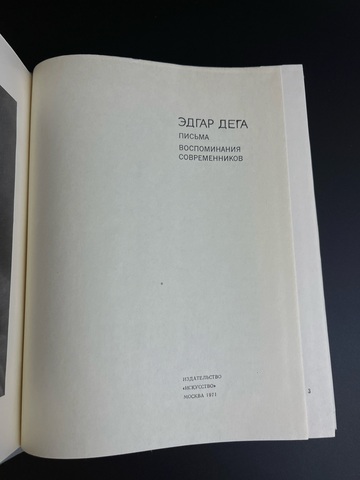 ЭДГАР ДЕГА
ПИСЬМА
ВОСПОМИНАНИЯ
СОВРЕМЕННИКОВ
ИЗДАТЕЛЬСТВО
«ИСКУССТВО»
МОСКВА 1971